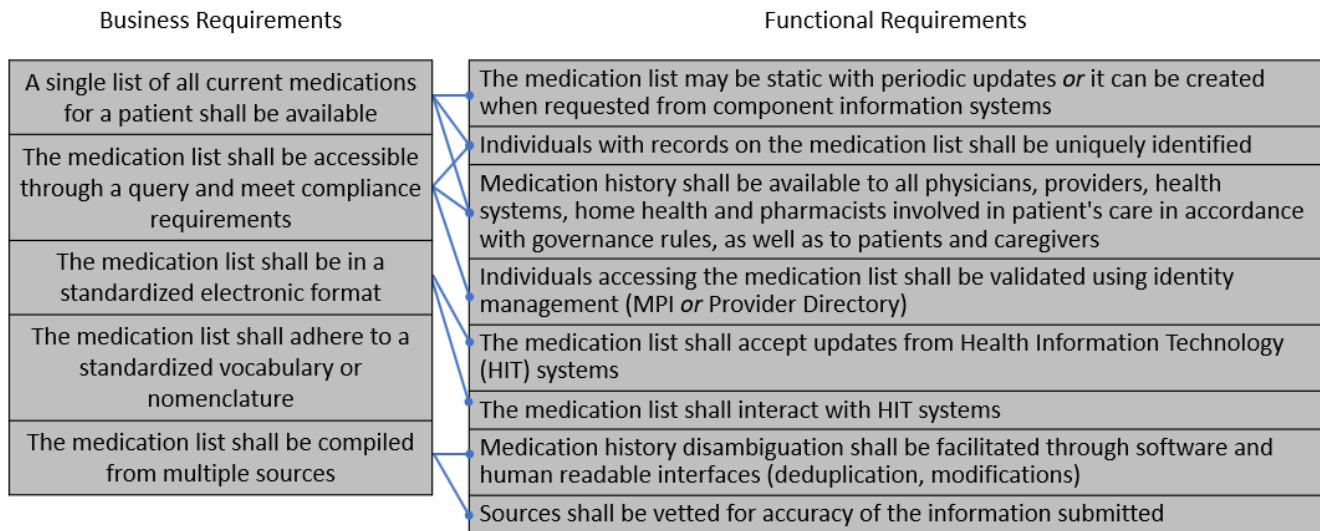 Business Requirements
A single list of all current medications
for a patient shall be available
The medication list shall be accessible
through a query and meet compliance
requirements
The medication list shall be in a
standardized electronic format
The medication list shall adhere to a
standardized vocabulary or
nomenclature
The medication list shall be compiled
from multiple sources
Functional Requirements
The medication list may be static with periodic updates or it can be created
when requested from component information systems
Individuals with records on the medication list shall be uniquely identified
Medication history shall be available to all physicians, providers, health
systems, home health and pharmacists involved in patient's care in accordance
with governance rules, as well as to patients and caregivers
Individuals accessing the medication list shall be validated using identity
management (MPI or Provider Directory)
The medication list shall accept updates from Health Information Technology
(HIT) systems
The medication list shall interact with HIT systems
Medication history disambiguation shall be facilitated through software and
human readable interfaces (deduplication, modifications)
Sources shall be vetted for accuracy of the information submitted